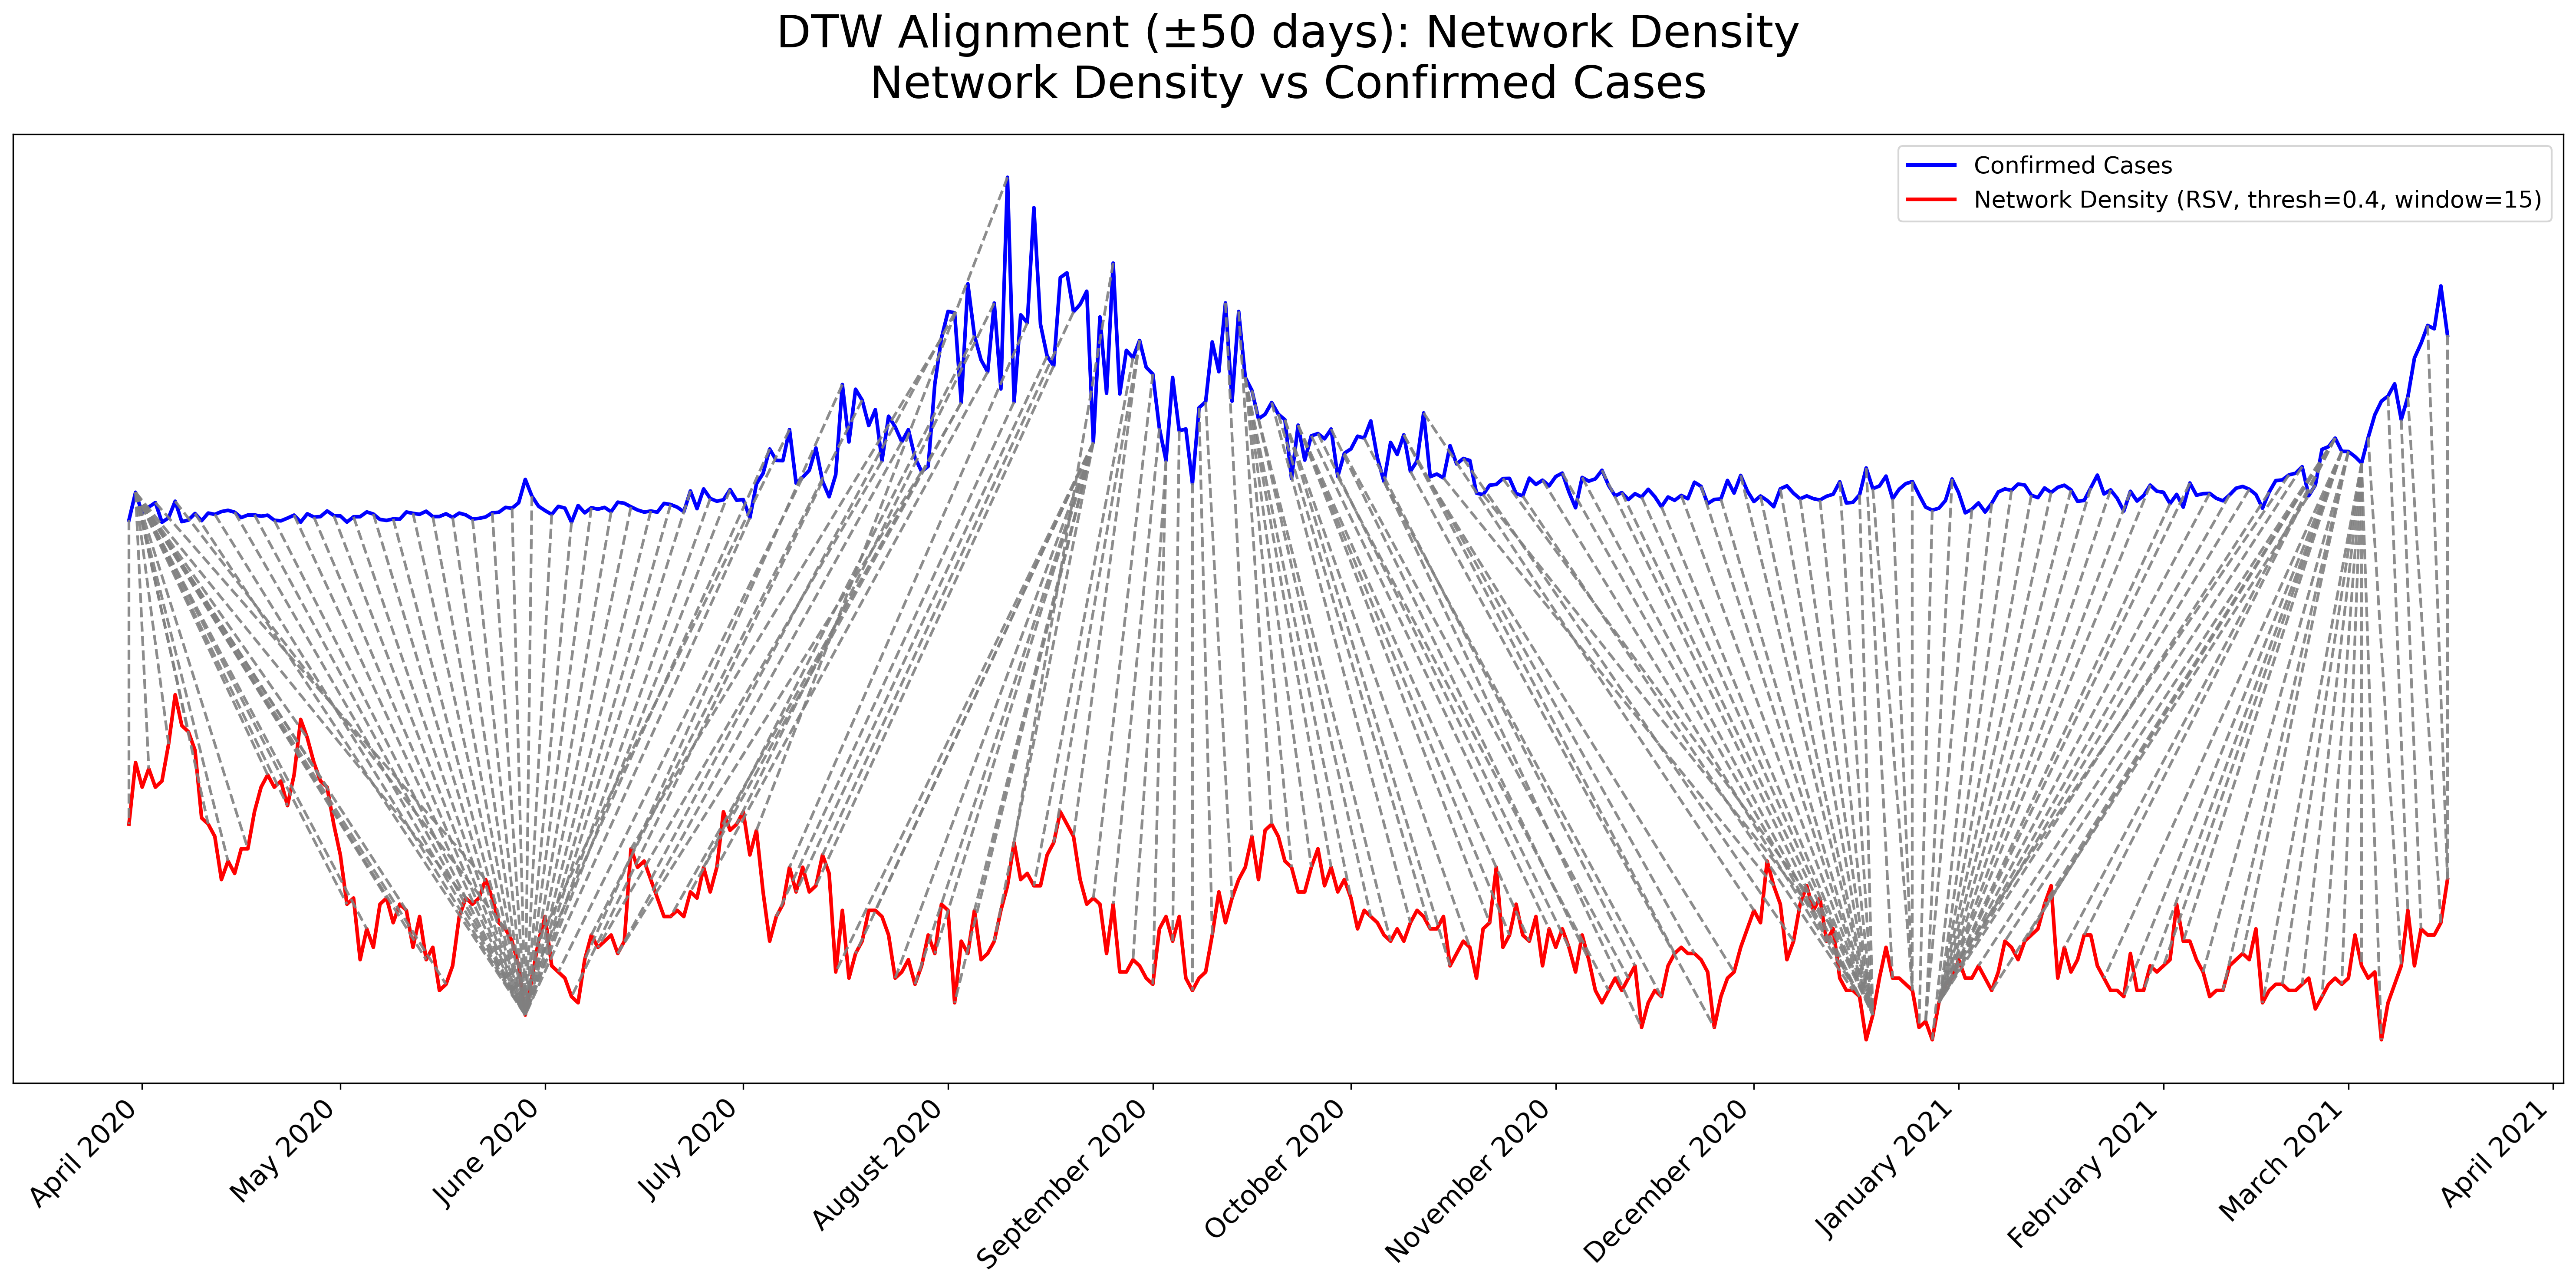 DTW Alignment (±50 days): Network Density
Network Density vs Confirmed Cases
Confirmed Cases
Network Density (RSV, thresh=0.4, window=15)
April 2020
May 2020
June 2020
July 2020
August 2020
September 2020
October 2020
November 2020
December 2020
January 2021
February 2021
March 2021
April 2021